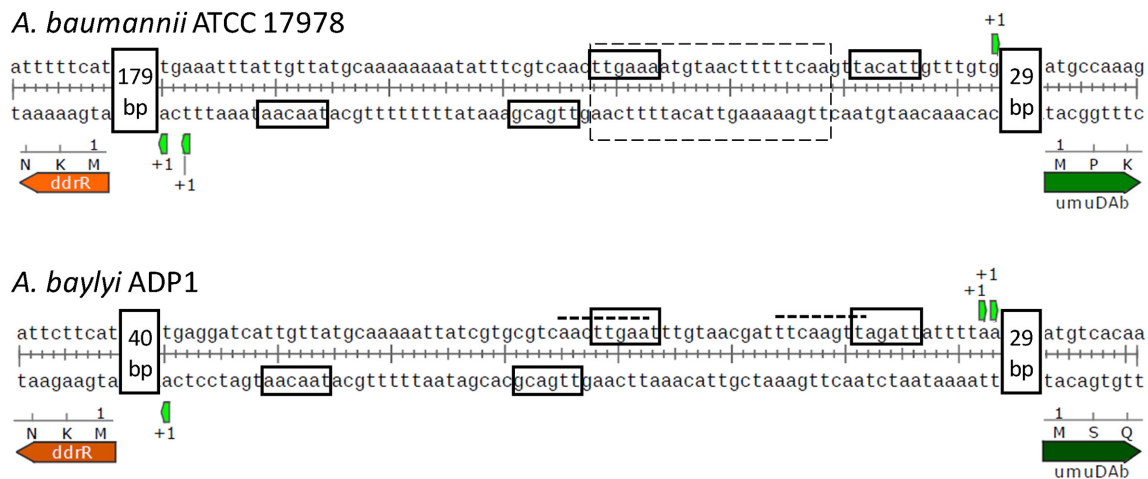 A. baumannii ATCC 17978
+1
atttttcat 179 tgaaatttattgttatgcaaaaaaaatatttcgtcaacttgaaaatgtaactttttcaagttacattgtttgtg 29 atgccaaag
taaaaagta bp actttaaataacaatacgttttttttataaagcagttgaacttttacattgaaaaagttcaatgtaacaaacac bp tacggtttc
1 +1 1
N K M +1 M P K
ddrR umuDAb
A. baylyi ADP1
+1
+1
attcttcat 40 tgaggatcattgttatgcaaaaattatcgtgcgtcaacttgaatttgtaacgatttcaagttagattattttaa 29 atgtcacaa
taagaagta bp actcctagtaacaatacgtttttaatagcacgcagttgaacttaaacattgctaaagttcaatctaataaaatt bp tacagtgtt
1 +1 1
N K M M S Q
ddrR umuDAb